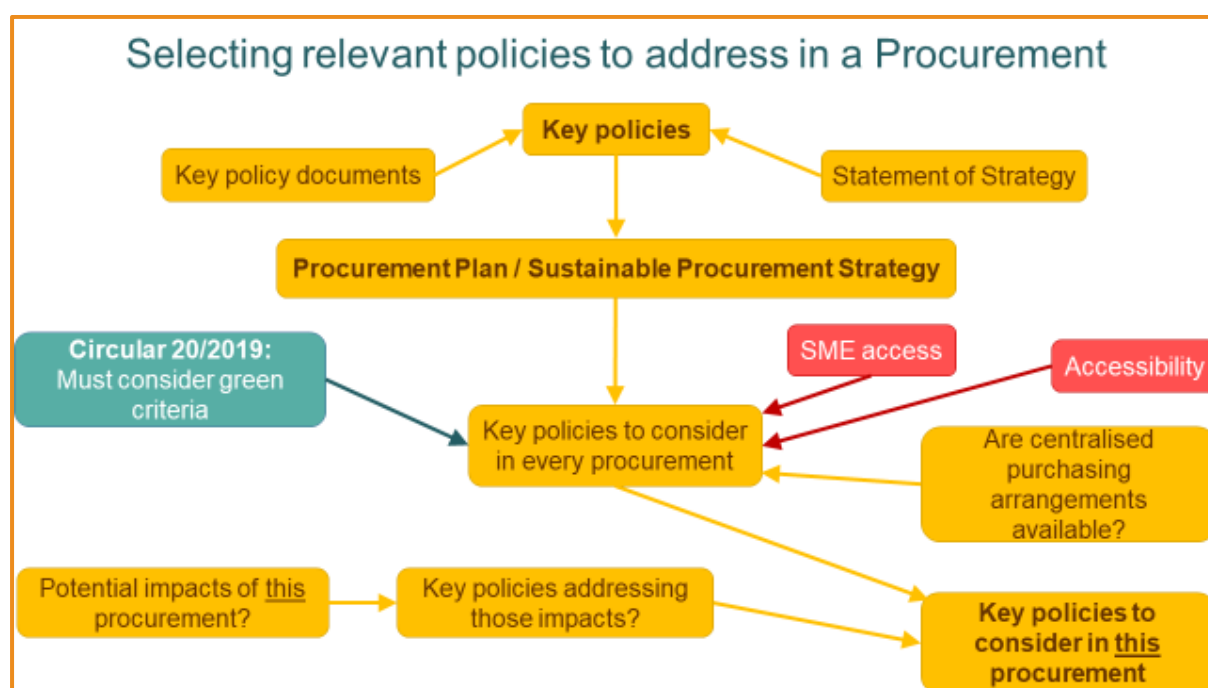 Selecting relevant policies to address in a Procurement
Key policies
Key policy documents
Statement of Strategy
Procurement Plan / Sustainable Procurement Strategy
Circular 20/2019:
Must consider green
criteria
SME access
Accessibility
Key policies to consider
in every procurement
Are centralised
purchasing
arrangements
available?
Potential impacts of this
procurement?
Key policies addressing
those impacts?
Key policies to
consider in this
procurement